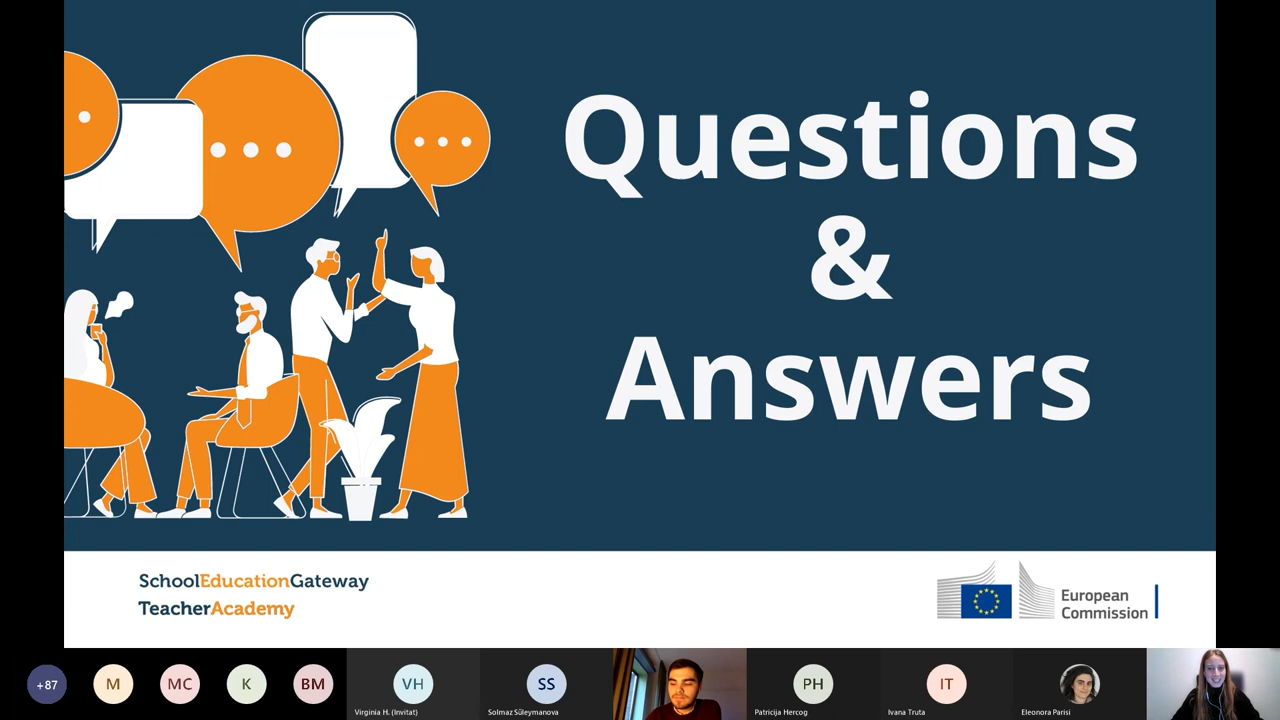 Questions
&
Answers
SchoolEducationGateway
TeacherAcademy
European
Commission
+87
M
MC
K
BM
VH
SS
PH
IT
Virginia H. (Invitat)
Solmaz Süleymanova
Patricija Hercog
Ivana Truta
Eleonora Parisi